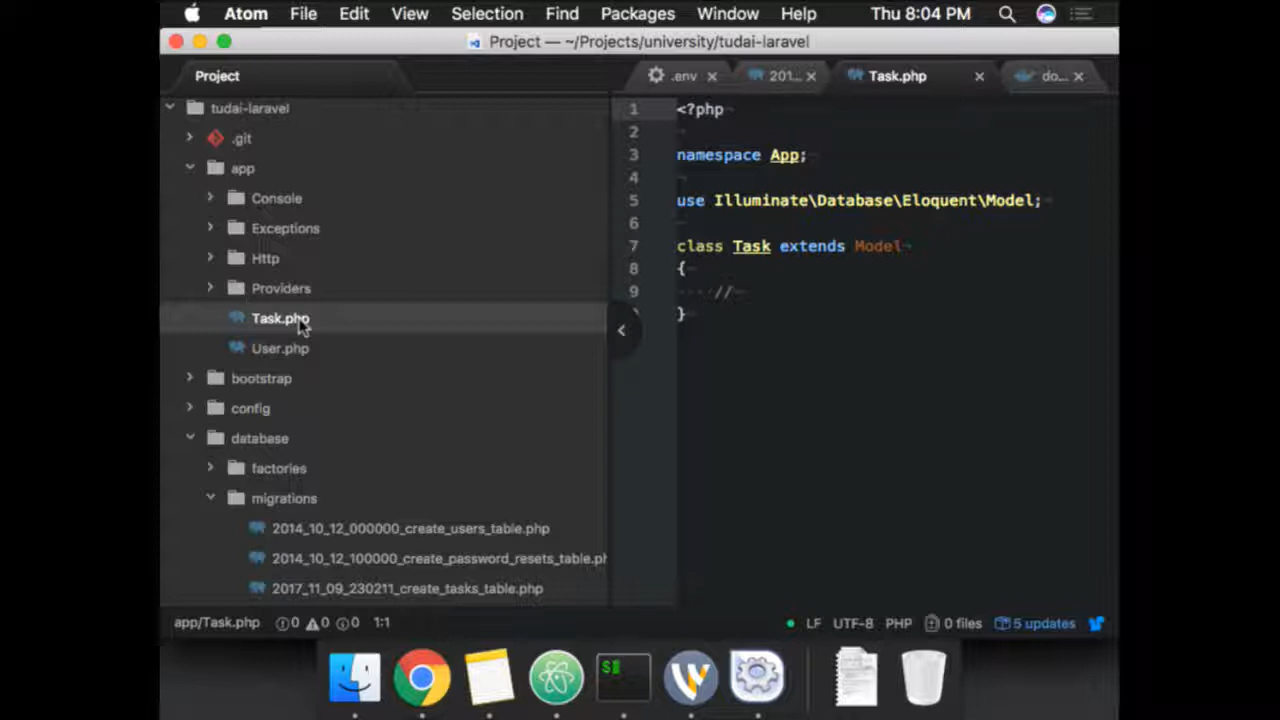 Atom File Edit View Selection Find Packages Window Help Thu 8:04 PM
Project — ~/Projects/university/tudai-laravel
Project
.env
201...
Task.php
do...
tudai-laravel
.git
app
Console
Exceptions
Http
Providers
Task.php
User.php
bootstrap
config
database
factories
migrations
2014_10_12_000000_create_users_table.php
2014_10_12_100000_create_password_resets_table.ph
2017_11_09_230211_create_tasks_table.php
1 <?php
2
3 namespace App;
4
5 use Illuminate\Database\Eloquent\Model;
6
7 class Task extends Model
8 {
9 //
}
app/Task.php 0 0 0 1:1 LF UTF-8 PHP 0 files 5 updates
$